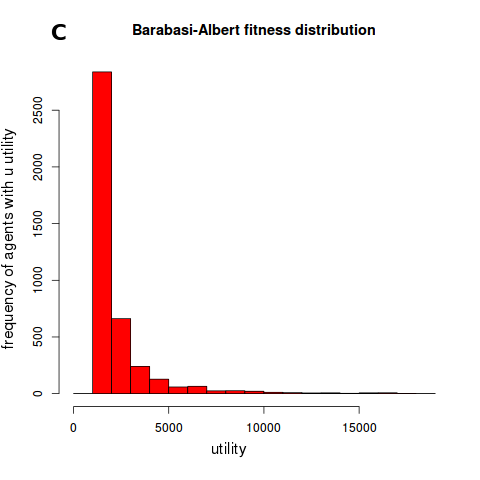 C
Barabasi-Albert fitness distribution
frequency of agents with u utility
2500
2000
1500
1000
500
0
0 5000 10000 15000
utility